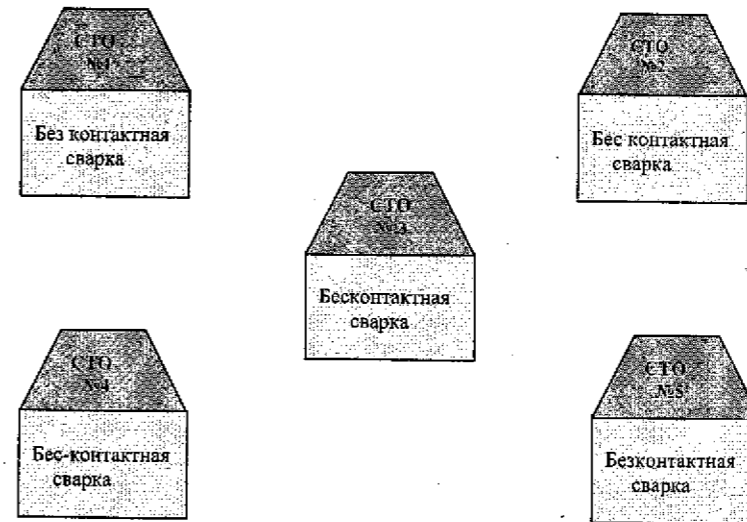 СТО
№1
Без контактная
сварка
СТО
№2
Бес контактная
сварка
СТО
№3
Бесконтактная
сварка
СТО
№4
Бес-контактная
сварка
СТО
№5
Безконтактная
сварка